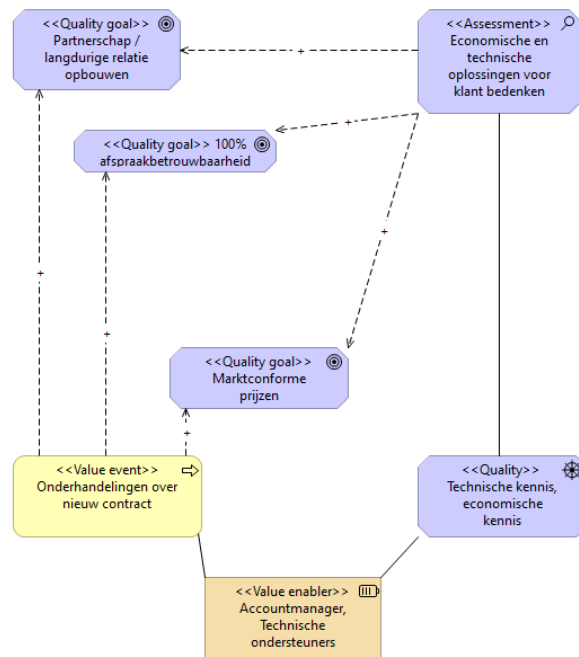 <<Quality goal>>
Partnerschap /
langdurige relatie
opbouwen
<<Assessment>>
Economische en
technische
oplossingen voor
klant bedenken
+
+
<<Quality goal>> 100%
afspraakbetrouwbaarheid
+
+
+
<<Quality goal>>
Marktconforme
prijzen
+
<<Value event>>
Onderhandelingen over
nieuw contract
<<Quality>>
Technische kennis,
economische
kennis
<<Value enabler>>
Accountmanager,
Technische
ondersteuners